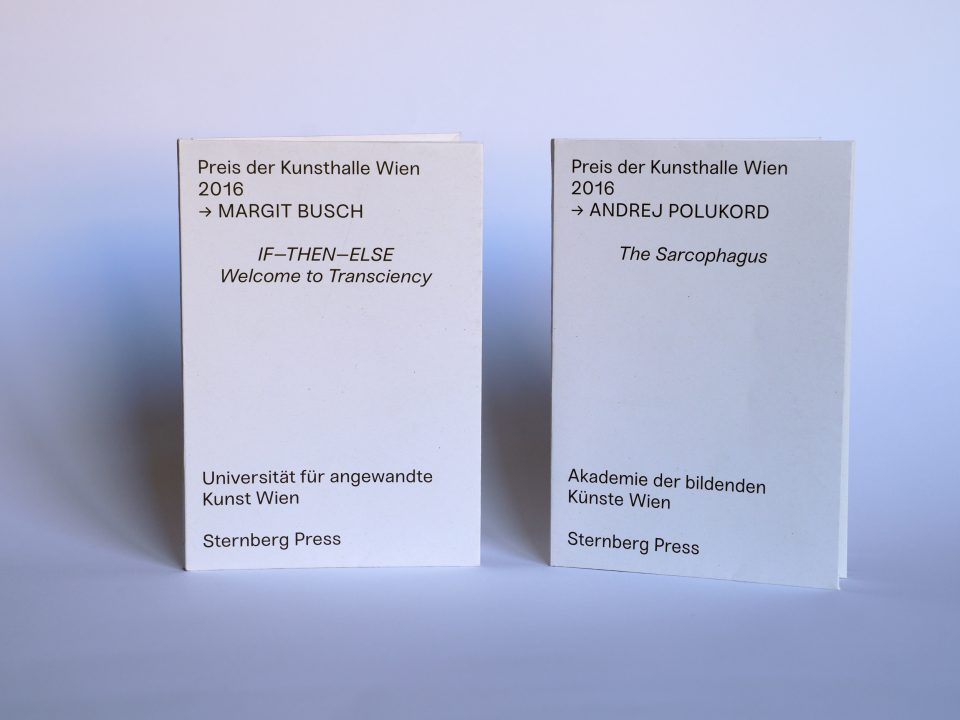 Preis der Kunsthalle Wien
2016
→ MARGIT BUSCH
IF—THEN—ELSE
Welcome to Transciency
Universität für angewandte
Kunst Wien
Sternberg Press
Preis der Kunsthalle Wien
2016
→ ANDREJ POLUKORD
The Sarcophagus
Akademie der bildenden
Künste Wien
Sternberg Press